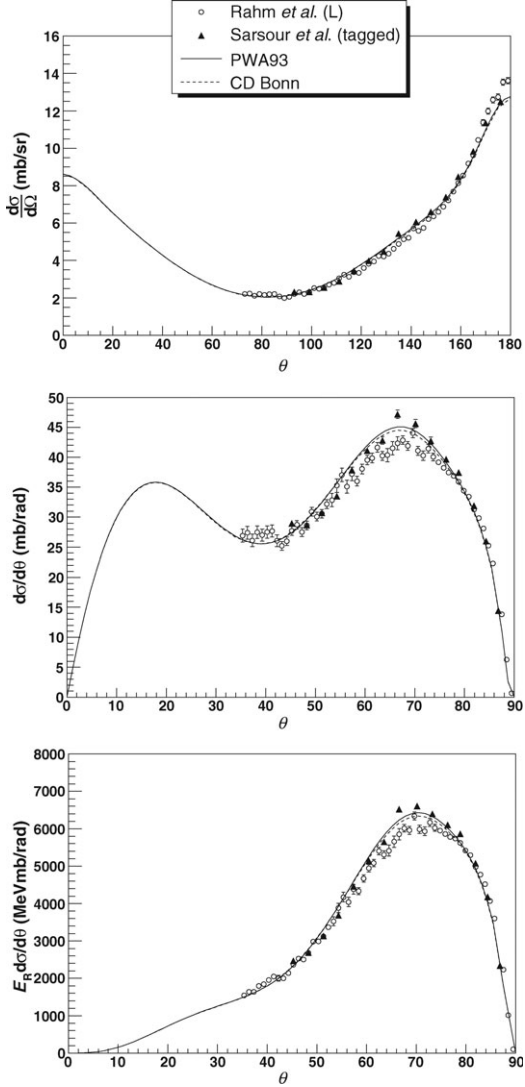 Rahm et al. (L)
Sarsour et al. (tagged)
PWA93
CD Bonn
dσ/dΩ (mb/sr)
16
14
12
10
8
6
4
2
0
0 20 40 60 80 100 120 140 160 180
θ
dσ/dθ (mb/rad)
50
45
40
35
30
25
20
15
10
5
0
0 10 20 30 40 50 60 70 80 90
θ
E_R dσ/dθ (MeVmb/rad)
8000
7000
6000
5000
4000
3000
2000
1000
0
0 10 20 30 40 50 60 70 80 90
θ